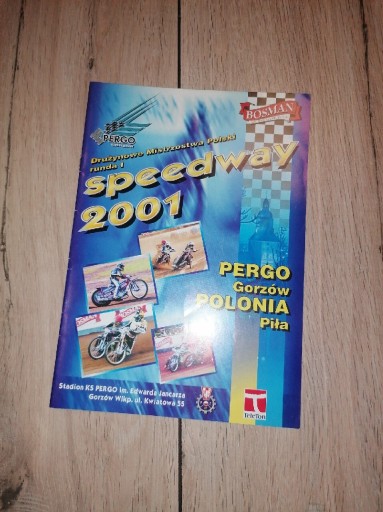 PERGO
BOSMAN
Drużynowe Mistrzostwa Polski
runda I
speedway
2001
PERGO
Gorzów
POLONIA
Piła
Stadion KS PERGO im. Edwarda Jancarza
Gorzów Wlkp. ul. Kwiatowa 55
Telefon